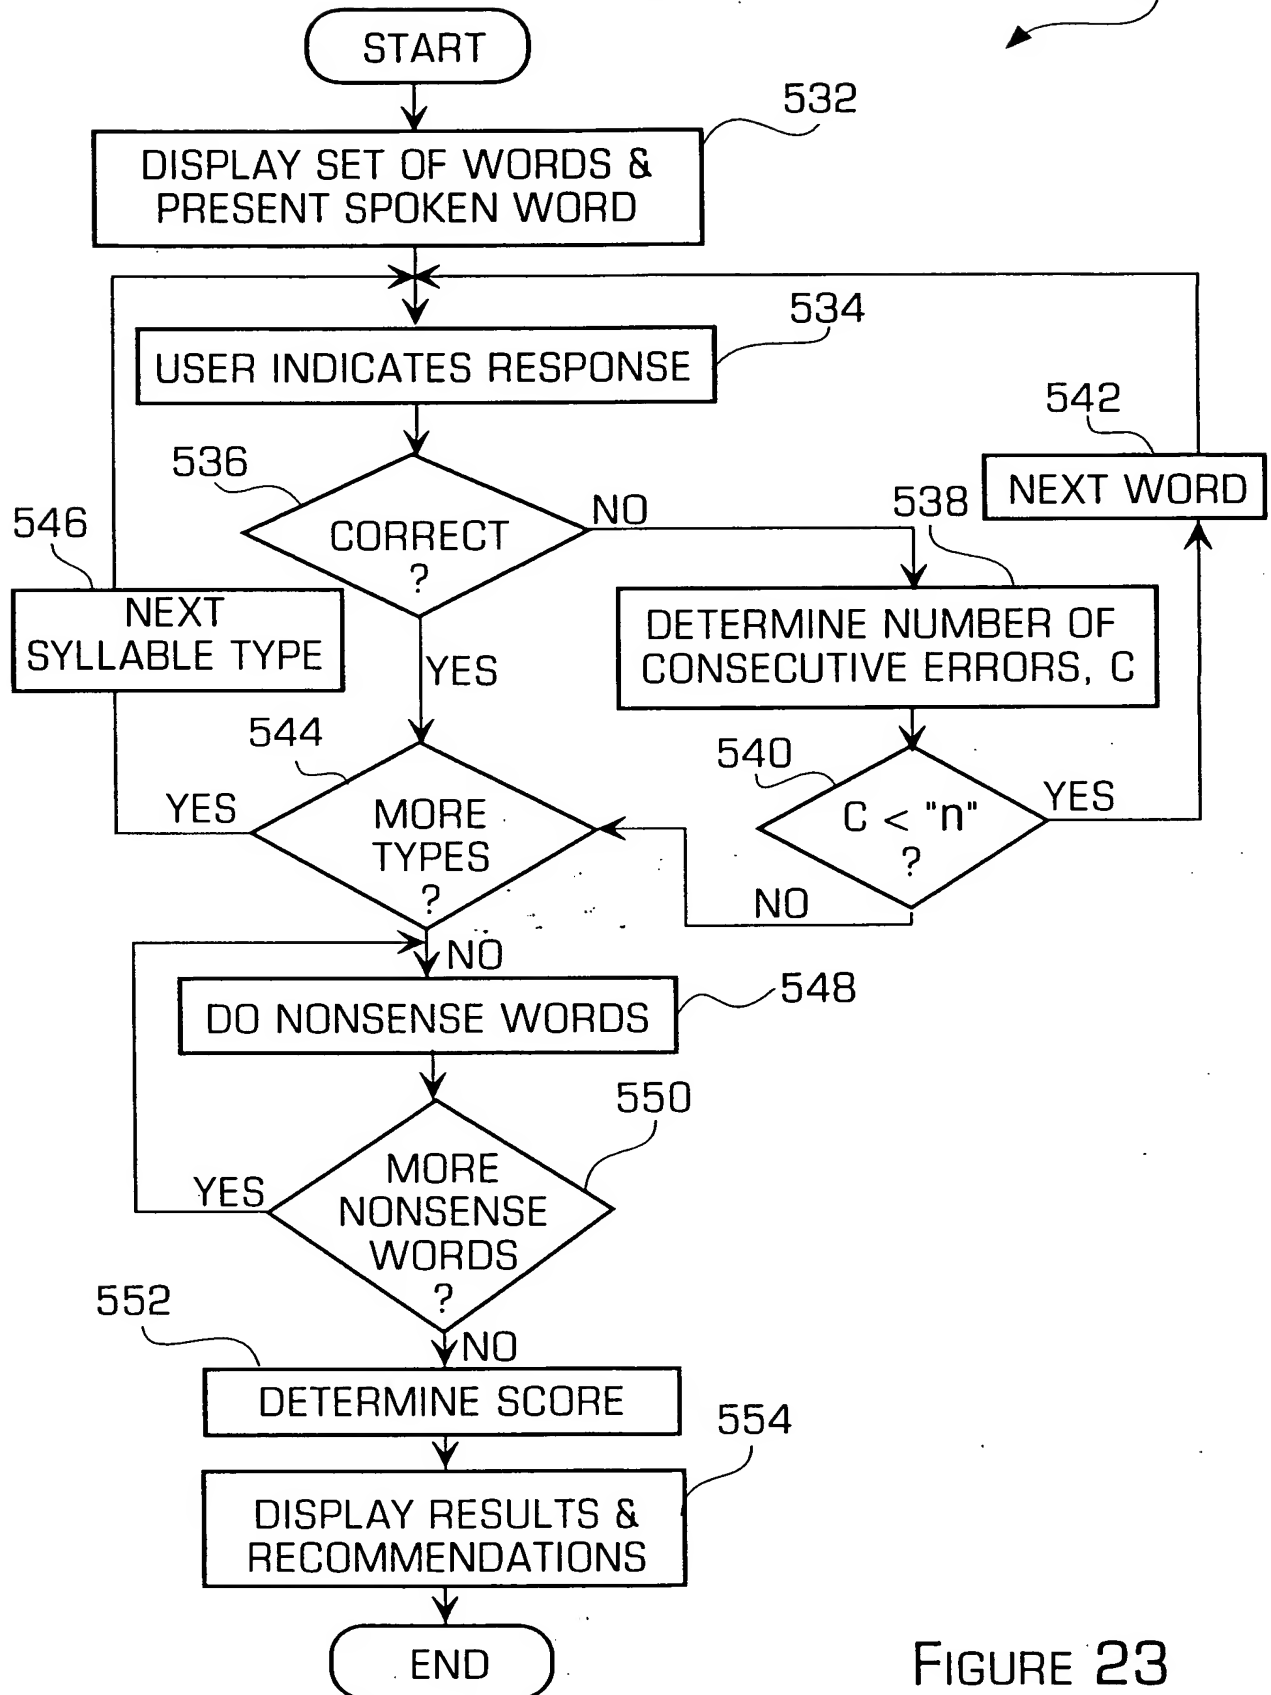 START
532
DISPLAY SET OF WORDS &
PRESENT SPOKEN WORD
534
USER INDICATES RESPONSE
542
NEXT WORD
536
CORRECT
?
NO
538
546
NEXT
SYLLABLE TYPE
DETERMINE NUMBER OF
CONSECUTIVE ERRORS, C
YES
544
540
YES
MORE
TYPES
?
C < "n"
?
YES
NO
NO
DO NONSENSE WORDS
548
550
MORE
NONSENSE
WORDS
?
YES
552
NO
DETERMINE SCORE
554
DISPLAY RESULTS &
RECOMMENDATIONS
END
FIGURE 23